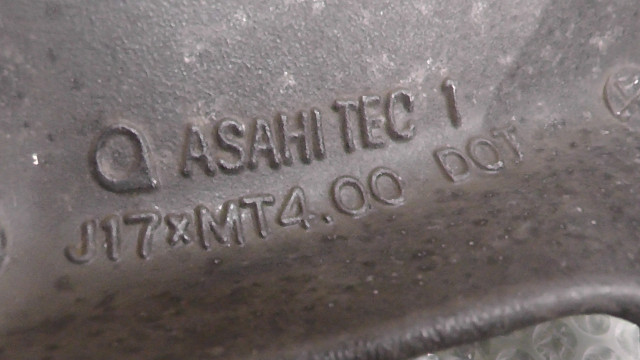 ASAHI TEC 1
J17×MT4.00 DOT